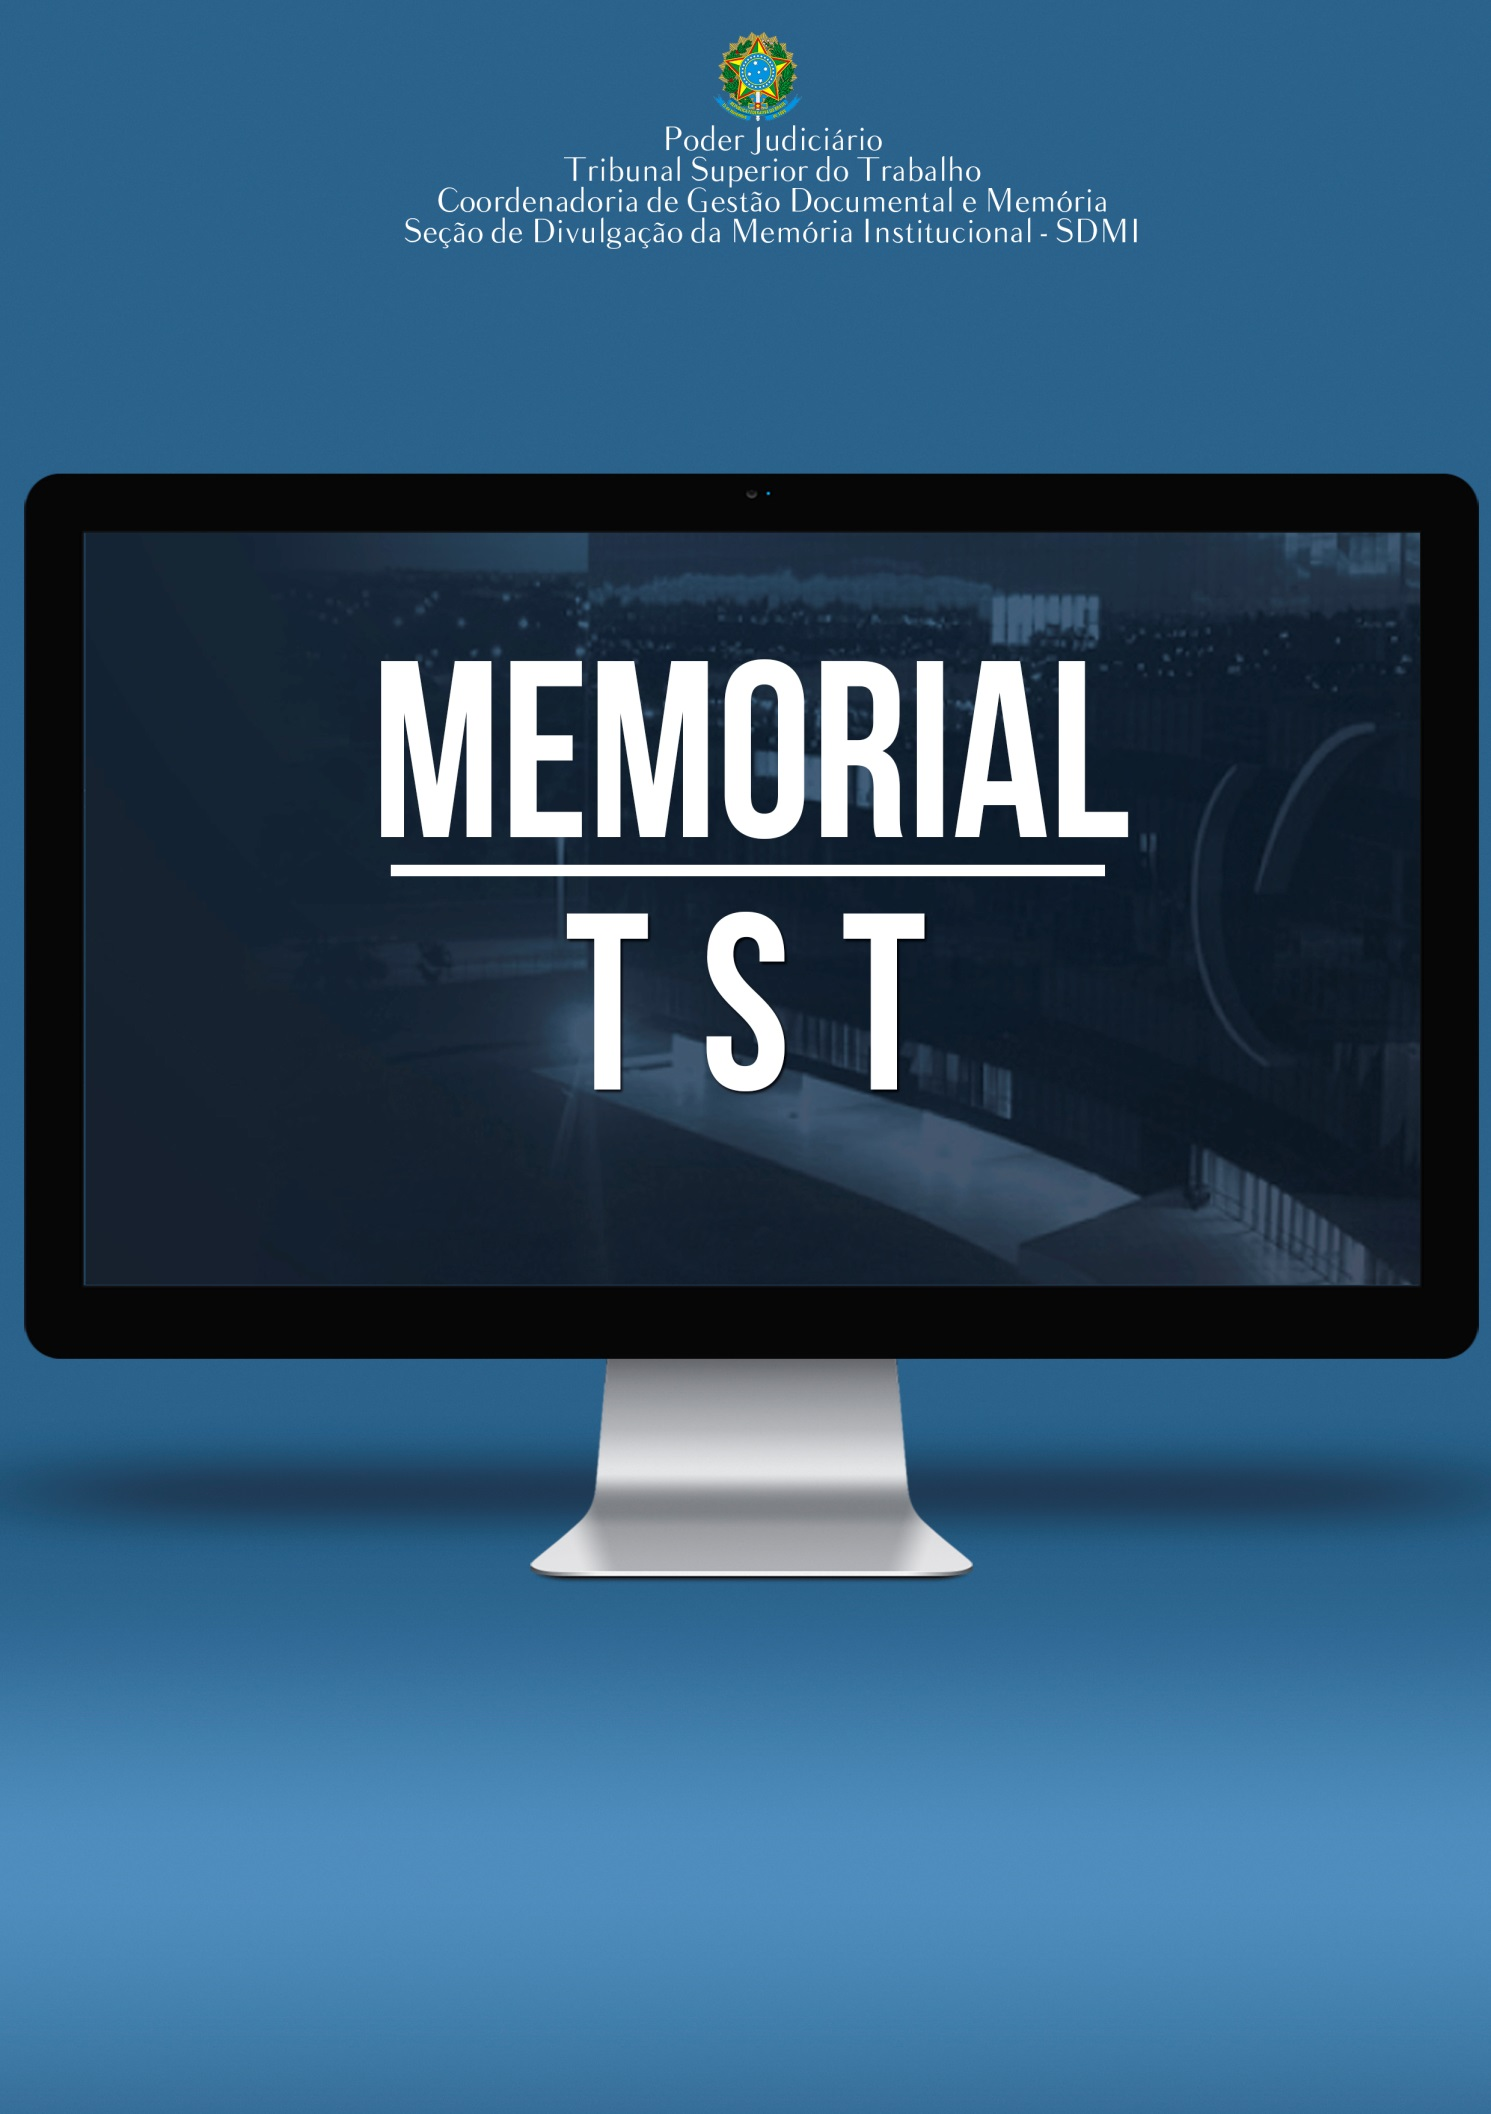 Poder Judiciário
Tribunal Superior do Trabalho
Coordenadoria de Gestão Documental e Memória
Seção de Divulgação da Memória Institucional - SDMI
MEMORIAL
TST